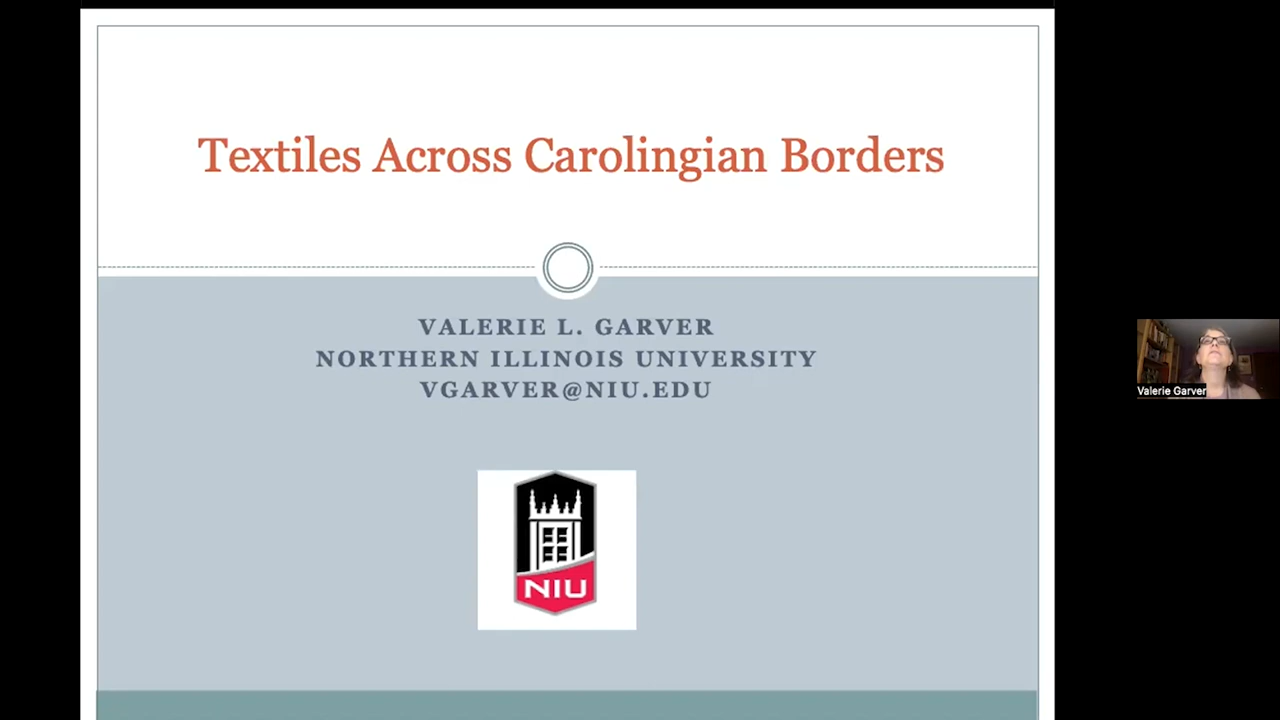 Textiles Across Carolingian Borders
VALERIE L. GARVER
NORTHERN ILLINOIS UNIVERSITY
VGARVER@NIU.EDU
NIU
Valerie Garver